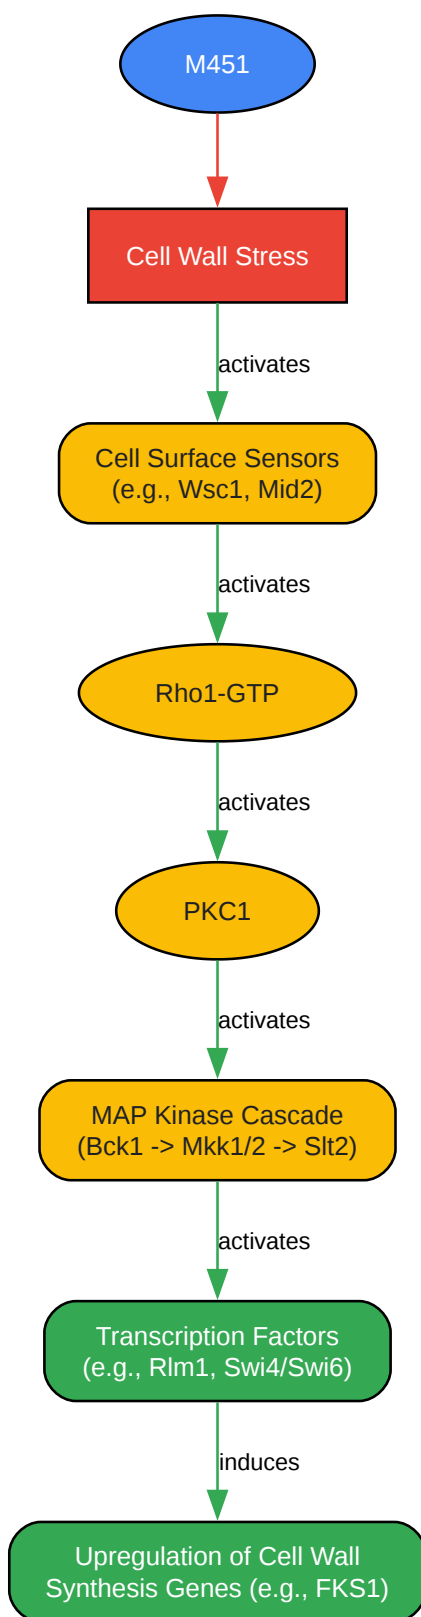 M451
Cell Wall Stress
activates
Cell Surface Sensors
(e.g., Wsc1, Mid2)
activates
Rho1-GTP
activates
PKC1
activates
MAP Kinase Cascade
(Bck1 -> Mkk1/2 -> Slt2)
activates
Transcription Factors
(e.g., Rlm1, Swi4/Swi6)
induces
Upregulation of Cell Wall
Synthesis Genes (e.g., FKS1)